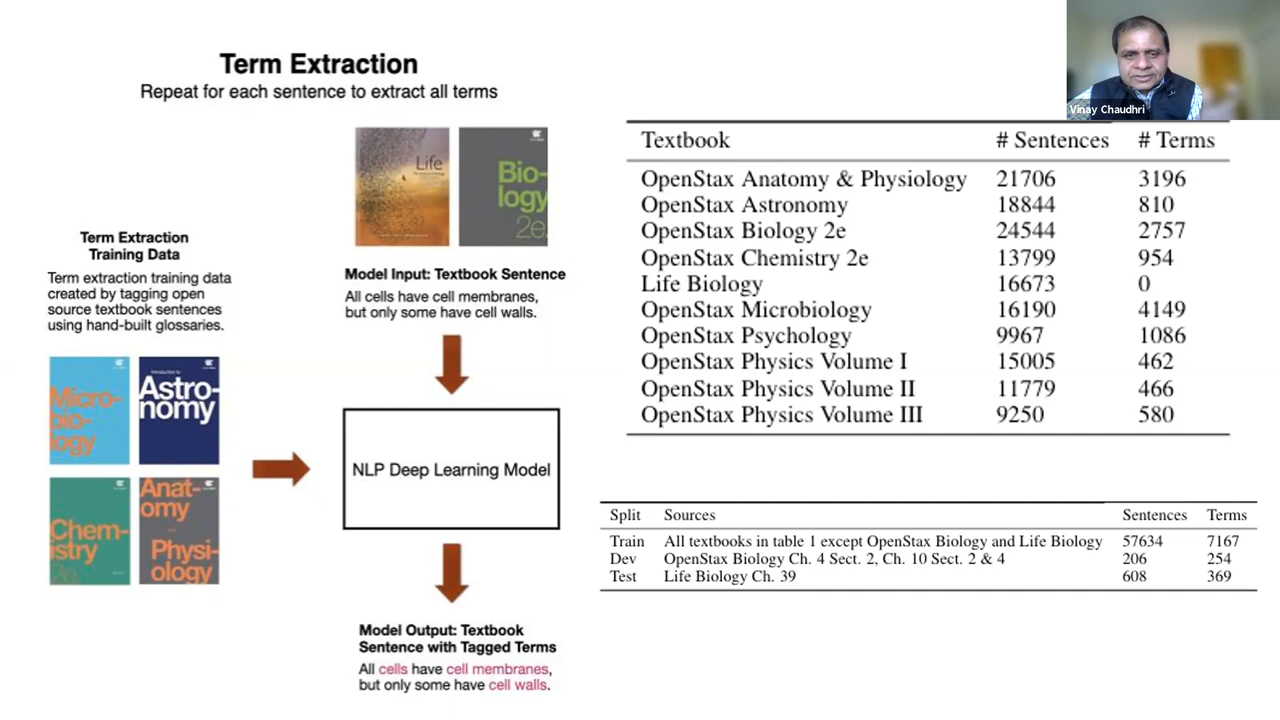 Term Extraction
Repeat for each sentence to extract all terms
Vinay Chaudhri
Life
Bio-
logy
2e
Term Extraction
Training Data
Term extraction training data
created by tagging open
source textbook sentences
using hand-built glossaries.
Model Input: Textbook Sentence
All cells have cell membranes,
but only some have cell walls.
Micro-
bio-
logy
Astro-
nomy
Chem-
istry
2e
Anat-
omy
Physi-
ology
NLP Deep Learning Model
Model Output: Textbook
Sentence with Tagged Terms
All cells have cell membranes,
but only some have cell walls.
Textbook # Sentences # Terms
OpenStax Anatomy & Physiology 21706 3196
OpenStax Astronomy 18844 810
OpenStax Biology 2e 24544 2757
OpenStax Chemistry 2e 13799 954
Life Biology 16673 0
OpenStax Microbiology 16190 4149
OpenStax Psychology 9967 1086
OpenStax Physics Volume I 15005 462
OpenStax Physics Volume II 11779 466
OpenStax Physics Volume III 9250 580
Split Sources Sentences Terms
Train All textbooks in table 1 except OpenStax Biology and Life Biology 57634 7167
Dev OpenStax Biology Ch. 4 Sect. 2, Ch. 10 Sect. 2 & 4 206 254
Test Life Biology Ch. 39 608 369